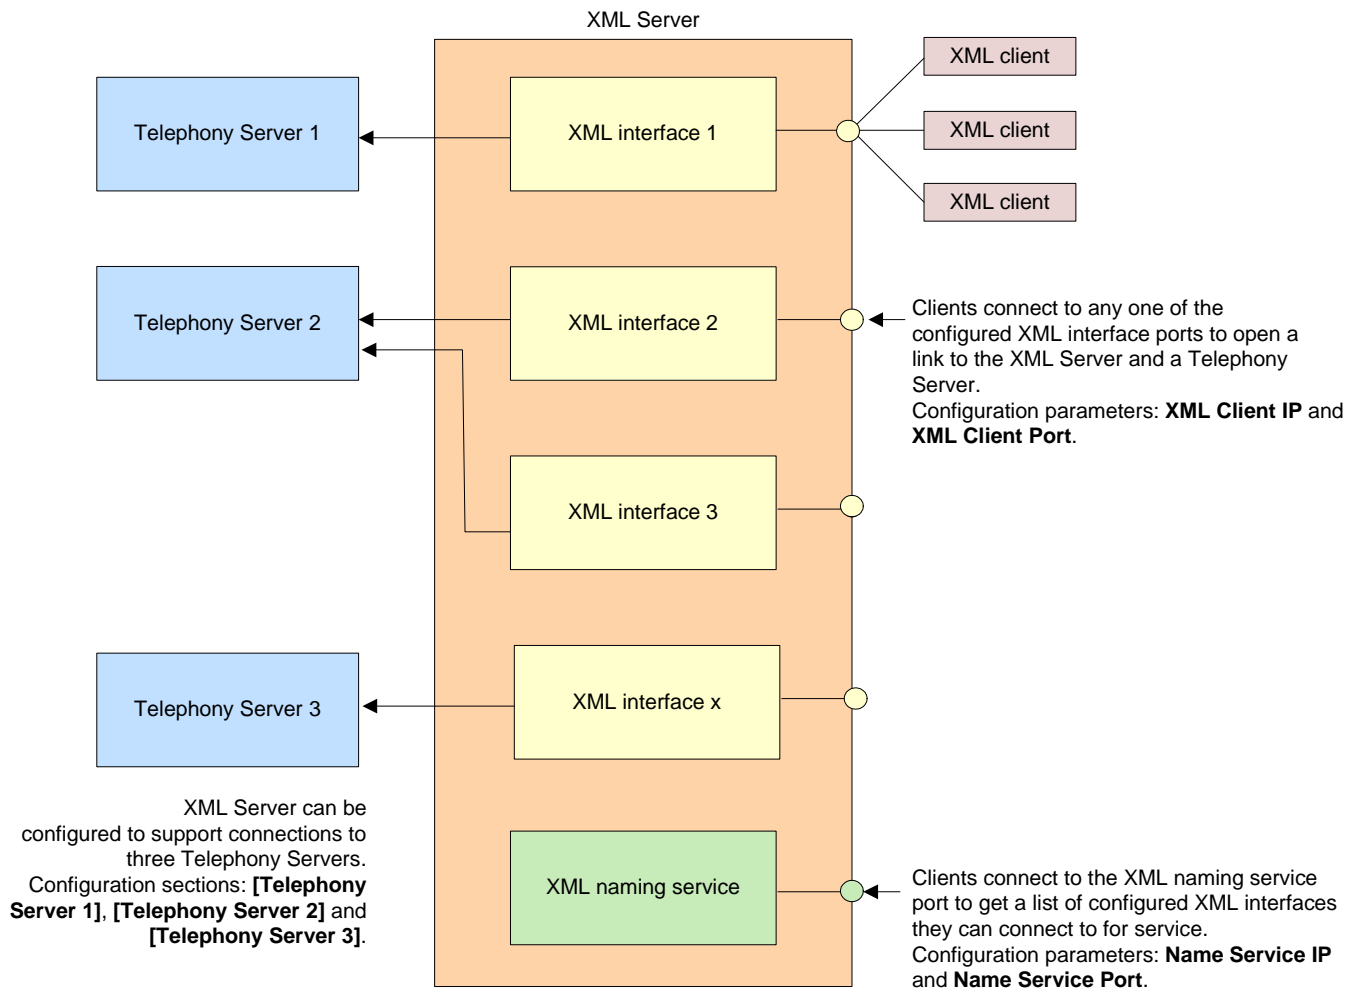 XML Server
XML client
Telephony Server 1
XML interface 1
XML client
XML client
Telephony Server 2
XML interface 2
Clients connect to any one of the
configured XML interface ports to open a
link to the XML Server and a Telephony
Server.
Configuration parameters: XML Client IP and
XML Client Port.
XML interface 3
Telephony Server 3
XML interface x
XML Server can be
configured to support connections to
three Telephony Servers.
Configuration sections: [Telephony
Server 1], [Telephony Server 2] and
[Telephony Server 3].
XML naming service
Clients connect to the XML naming service
port to get a list of configured XML interfaces
they can connect to for service.
Configuration parameters: Name Service IP
and Name Service Port.